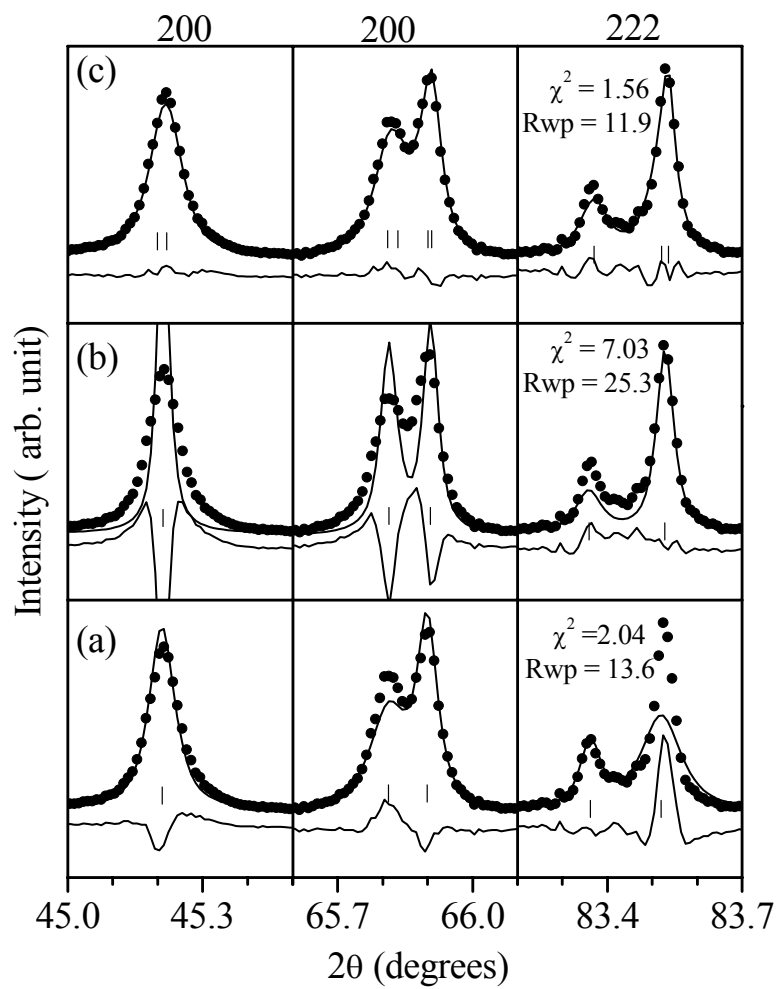 200 200 222
(c)
χ² = 1.56
Rwp = 11.9
(b)
χ² = 7.03
Rwp = 25.3
(a)
χ² =2.04
Rwp = 13.6
Intensity ( arb. unit)
45.0 45.3 65.7 66.0 83.4 83.7
2θ (degrees)